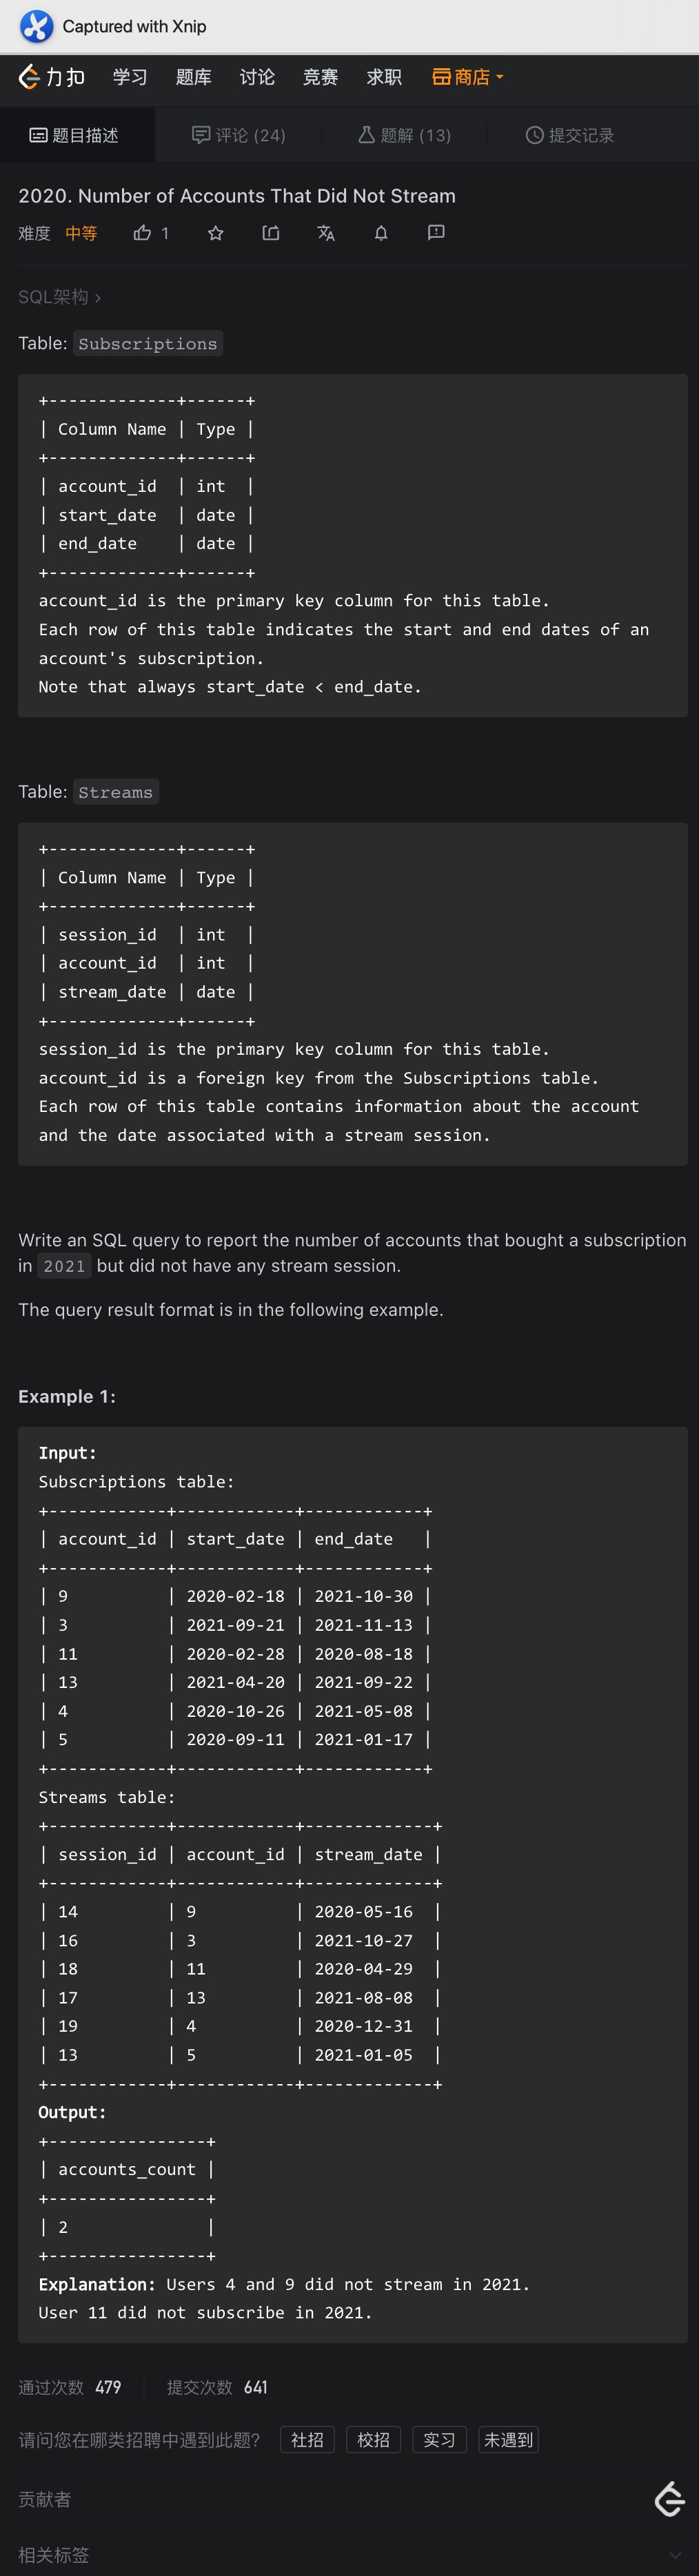 Captured with Xnip
力扣 学习 题库 讨论 竞赛 求职 商店
题目描述 评论 (24) 题解 (13) 提交记录
2020. Number of Accounts That Did Not Stream
难度 中等 1
SQL架构 >
Table: Subscriptions
+-------------+------+
| Column Name | Type |
+-------------+------+
| account_id  | int  |
| start_date  | date |
| end_date    | date |
+-------------+------+
account_id is the primary key column for this table.
Each row of this table indicates the start and end dates of an
account's subscription.
Note that always start_date < end_date.
Table: Streams
+-------------+------+
| Column Name | Type |
+-------------+------+
| session_id  | int  |
| account_id  | int  |
| stream_date | date |
+-------------+------+
session_id is the primary key column for this table.
account_id is a foreign key from the Subscriptions table.
Each row of this table contains information about the account
and the date associated with a stream session.
Write an SQL query to report the number of accounts that bought a subscription
in 2021 but did not have any stream session.
The query result format is in the following example.
Example 1:
Input:
Subscriptions table:
+------------+------------+------------+
| account_id | start_date | end_date   |
+------------+------------+------------+
| 9          | 2020-02-18 | 2021-10-30 |
| 3          | 2021-09-21 | 2021-11-13 |
| 11         | 2020-02-28 | 2020-08-18 |
| 13         | 2021-04-20 | 2021-09-22 |
| 4          | 2020-10-26 | 2021-05-08 |
| 5          | 2020-09-11 | 2021-01-17 |
+------------+------------+------------+
Streams table:
+------------+------------+-------------+
| session_id | account_id | stream_date |
+------------+------------+-------------+
| 14         | 9          | 2020-05-16  |
| 16         | 3          | 2021-10-27  |
| 18         | 11         | 2020-04-29  |
| 17         | 13         | 2021-08-08  |
| 19         | 4          | 2020-12-31  |
| 13         | 5          | 2021-01-05  |
+------------+------------+-------------+
Output:
+----------------+
| accounts_count |
+----------------+
| 2              |
+----------------+
Explanation: Users 4 and 9 did not stream in 2021.
User 11 did not subscribe in 2021.
通过次数 479 提交次数 641
请问您在哪类招聘中遇到此题? 社招 校招 实习 未遇到
贡献者
相关标签